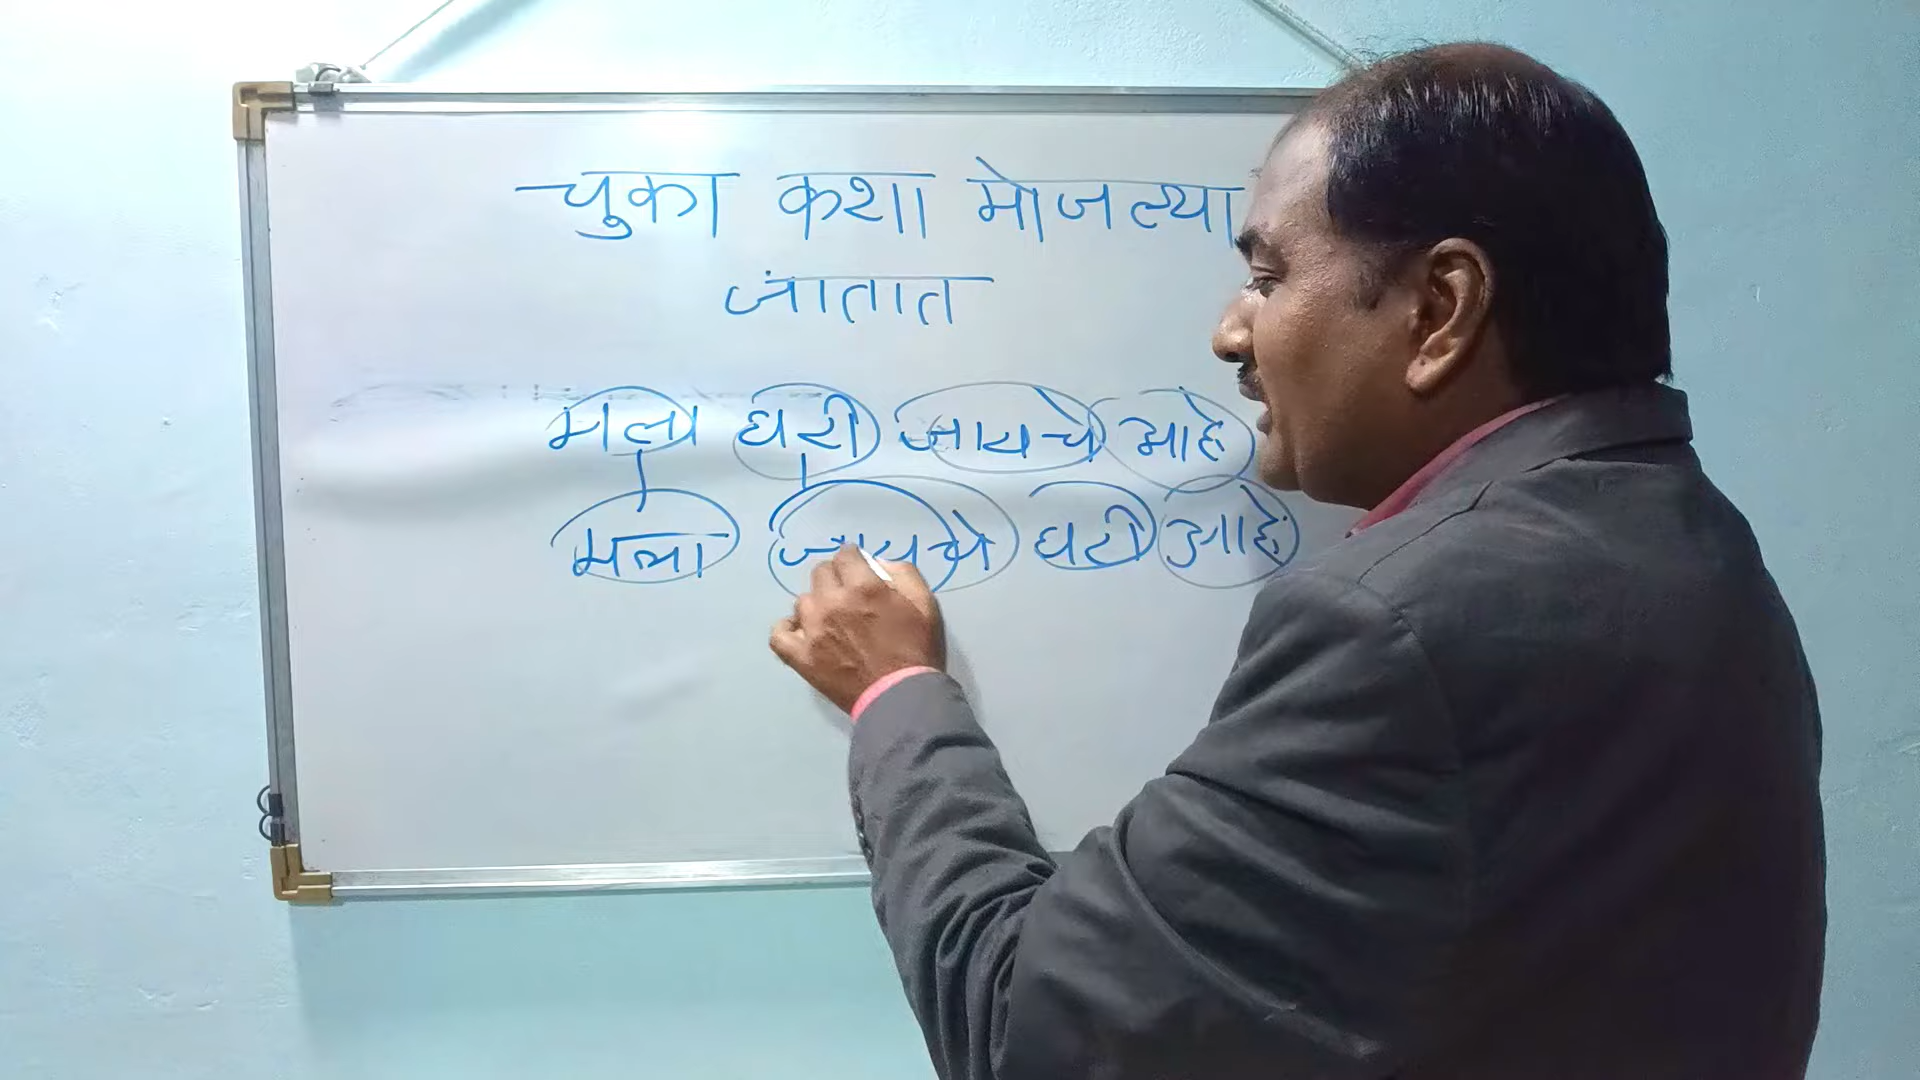 चुका कशा मोजल्या
जातात
मला घरी जायचे आहे
मला जायचे घरी आहे